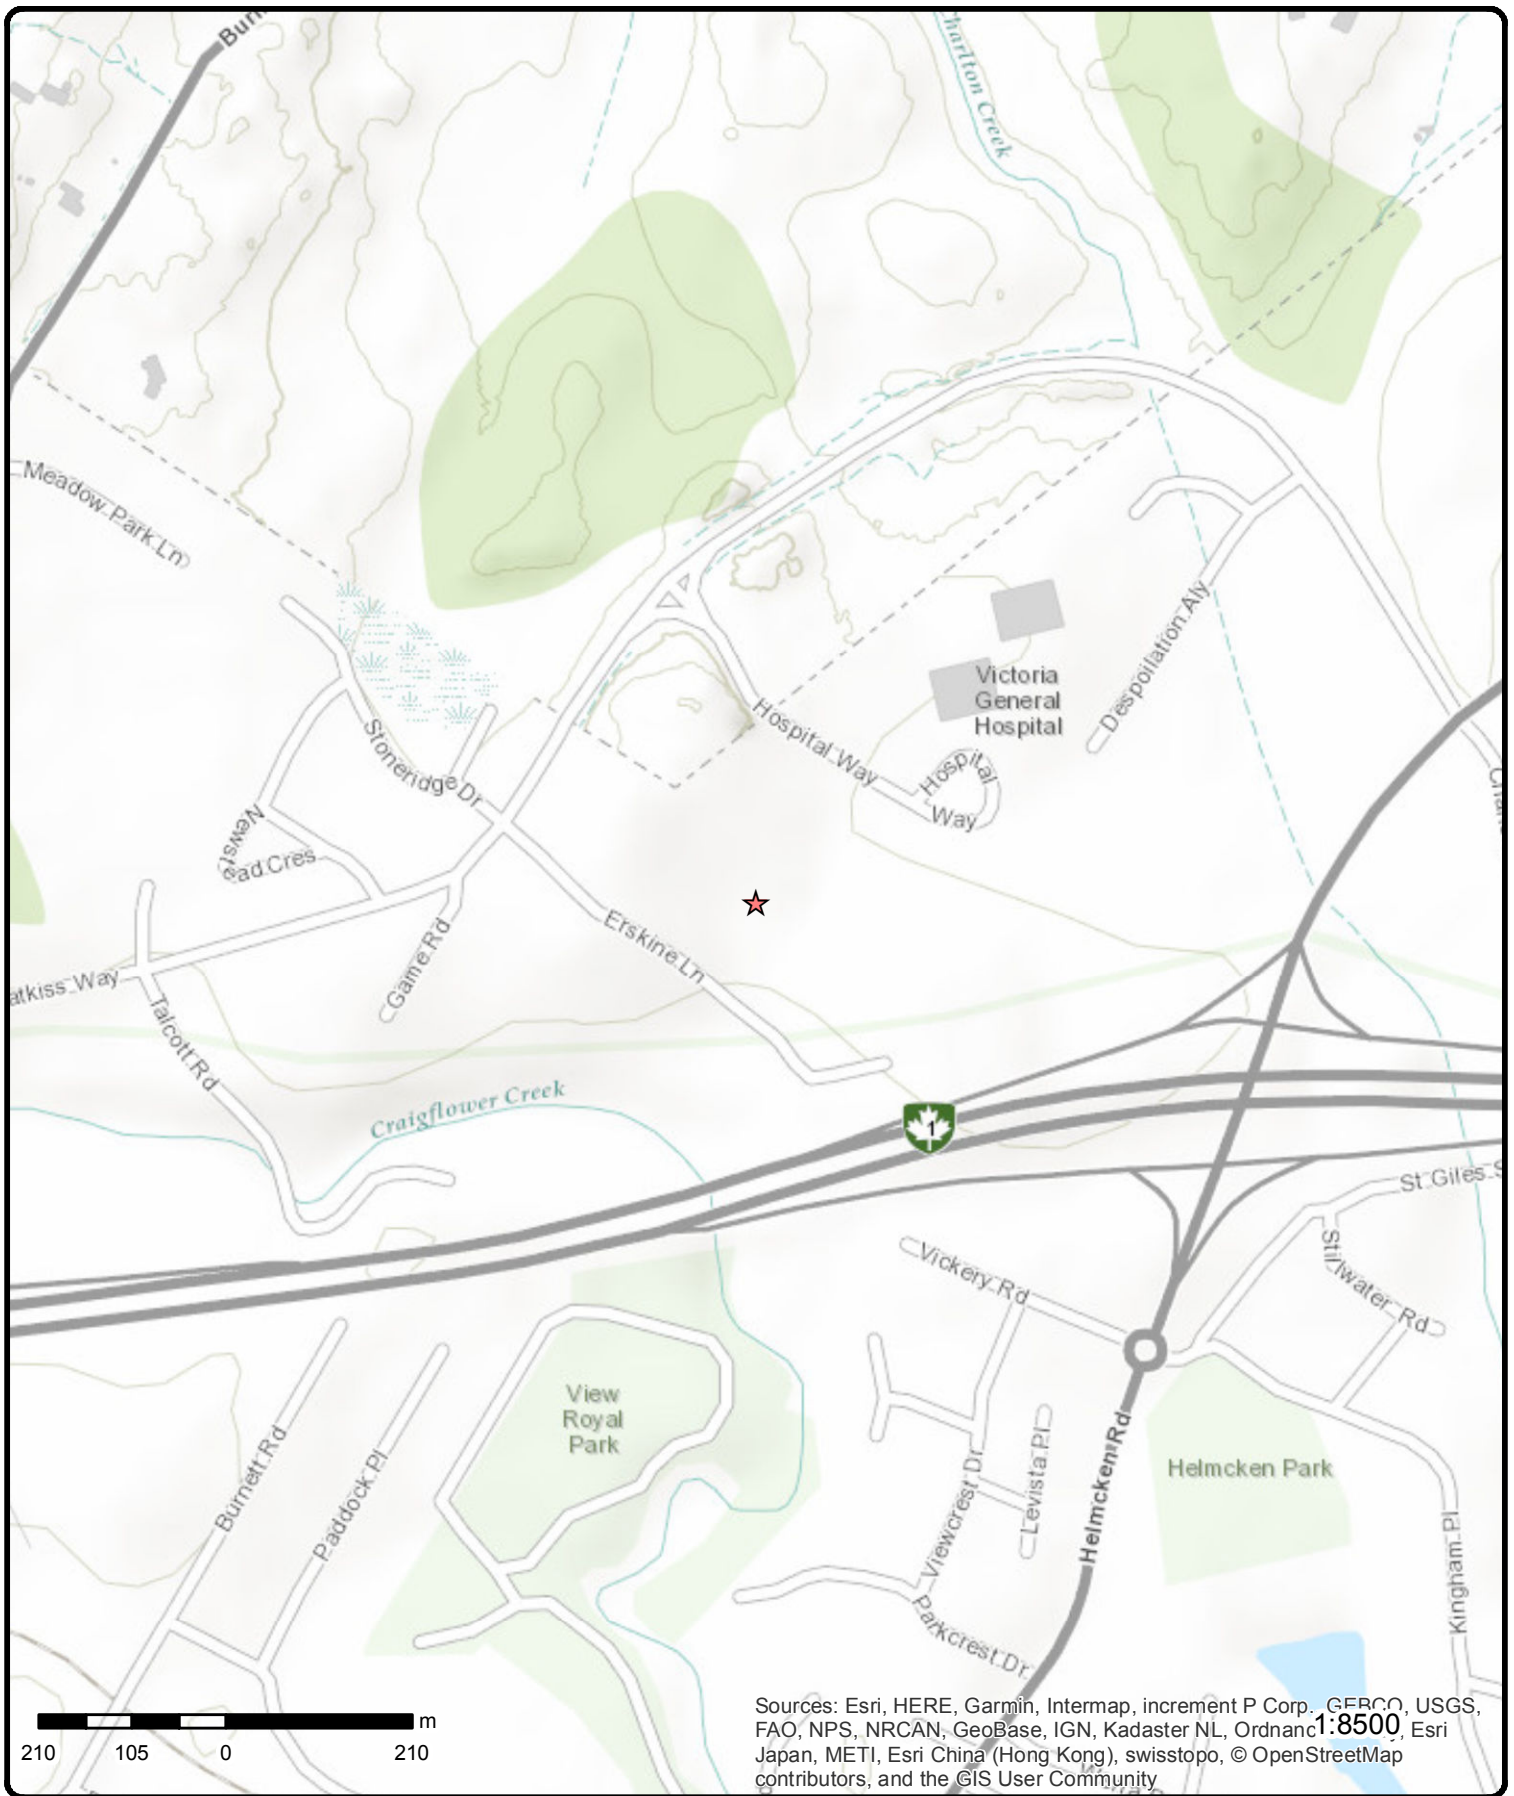 Charlton Creek
Meadow Park Ln
Victoria
General
Hospital
Despoilation Aly
Hospital Way
Hospital
Way
Stoneridge Dr
Erskine Ln
Game Rd
Talcott Rd
Craigflower Creek
1
St Giles S
Stillwater Rd
Vickery Rd
View
Royal
Park
Helmcken Park
Helmcken Rd
Burnett Rd
Paddock Pl
Levista Pl
Viewcrest Dr
Parkcrest Dr
Kingham Pl
m
210 105 0 210
Sources: Esri, HERE, Garmin, Intermap, increment P Corp., GEBCO, USGS,
FAO, NPS, NRCAN, GeoBase, IGN, Kadaster NL, Ordnanc
1:8500
, Esri
Japan, METI, Esri China (Hong Kong), swisstopo, © OpenStreetMap
contributors, and the GIS User Community